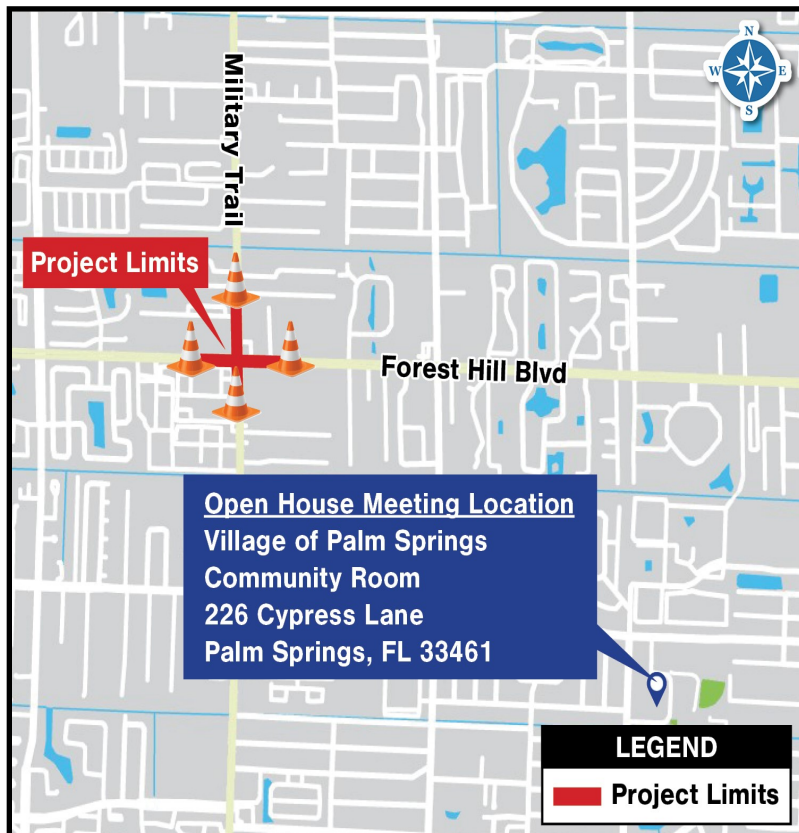 N
W E
S
Military Trail
Project Limits
Forest Hill Blvd
Open House Meeting Location
Village of Palm Springs
Community Room
226 Cypress Lane
Palm Springs, FL 33461
LEGEND
Project Limits